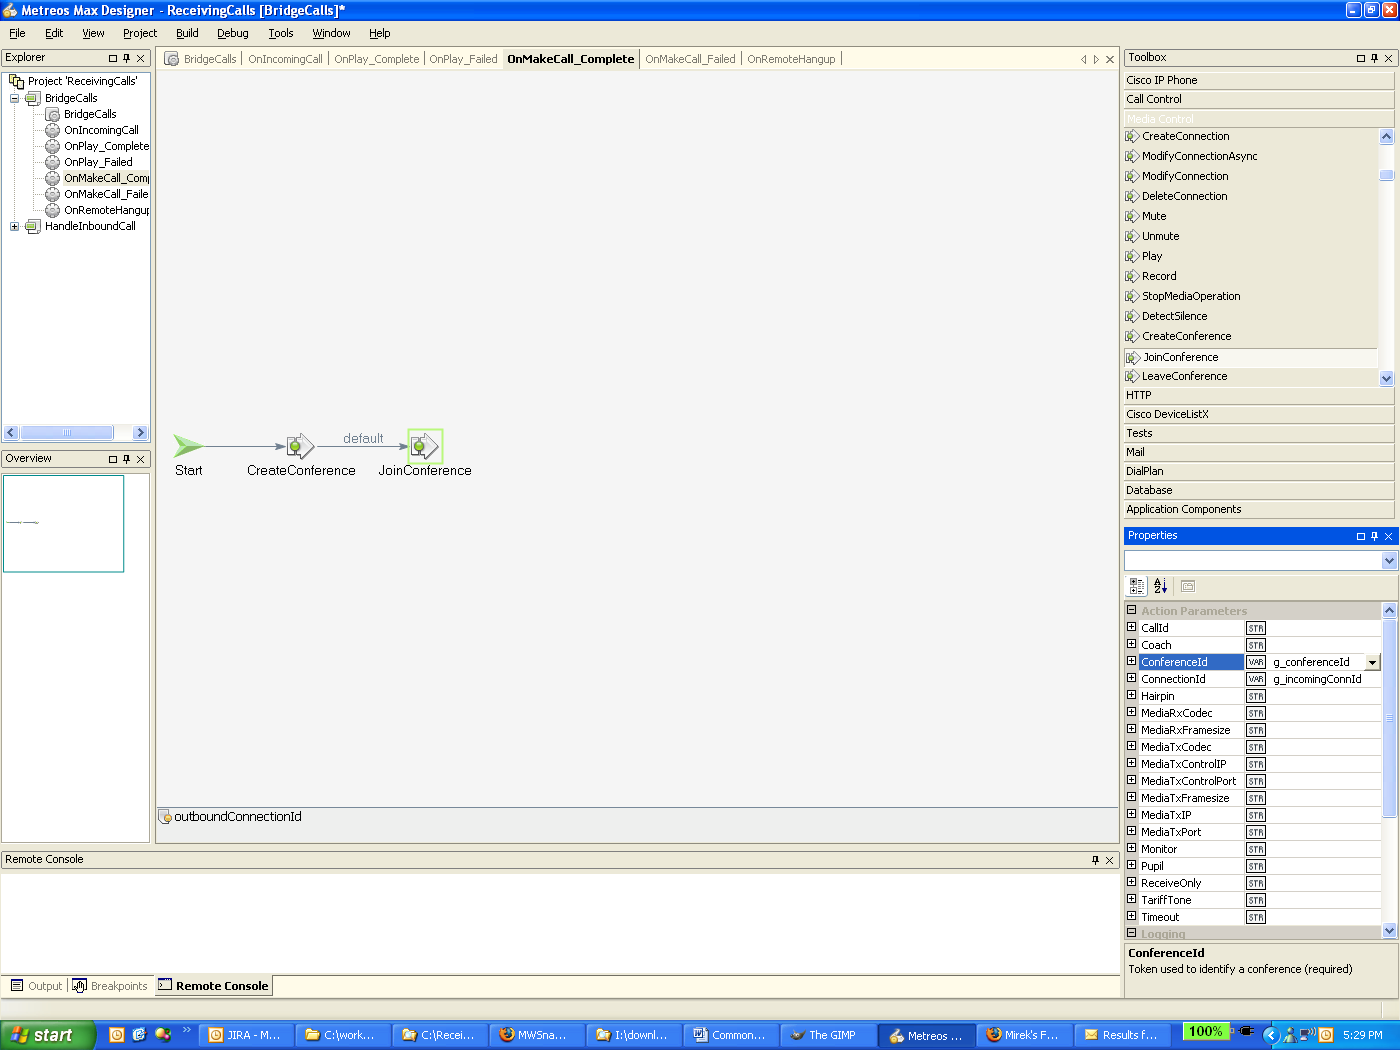 Metreos Max Designer - ReceivingCalls [BridgeCalls]*
File Edit View Project Build Debug Tools Window Help
Explorer
Project 'ReceivingCalls'
BridgeCalls
BridgeCalls
OnIncomingCall
OnPlay_Complete
OnPlay_Failed
OnMakeCall_Comp
OnMakeCall_Faile
OnRemoteHangup
HandleInboundCall
Overview
BridgeCalls OnIncomingCall OnPlay_Complete OnPlay_Failed OnMakeCall_Complete OnMakeCall_Failed OnRemoteHangup
default
Start CreateConference JoinConference
outboundConnectionId
Toolbox
Cisco IP Phone
Call Control
Media Control
CreateConnection
ModifyConnectionAsync
ModifyConnection
DeleteConnection
Mute
Unmute
Play
Record
StopMediaOperation
DetectSilence
CreateConference
JoinConference
LeaveConference
HTTP
Cisco DeviceListX
Tests
Mail
DialPlan
Database
Application Components
Properties
Action Parameters
CallId STR
Coach STR
ConferenceId VAR g_conferenceId
ConnectionId VAR g_incomingConnId
Hairpin STR
MediaRxCodec STR
MediaRxFramesize STR
MediaTxCodec STR
MediaTxControlIP STR
MediaTxControlPort STR
MediaTxFramesize STR
MediaTxIP STR
MediaTxPort STR
Monitor STR
Pupil STR
ReceiveOnly STR
TariffTone STR
Timeout STR
Logging
ConferenceId
Token used to identify a conference (required)
Remote Console
Output Breakpoints Remote Console
start JIRA - M... C:\work... C:\Recei... MWSna... I:\downl... Common... The GIMP Metreos ... Mirek's F... Results f... 100% 5:29 PM